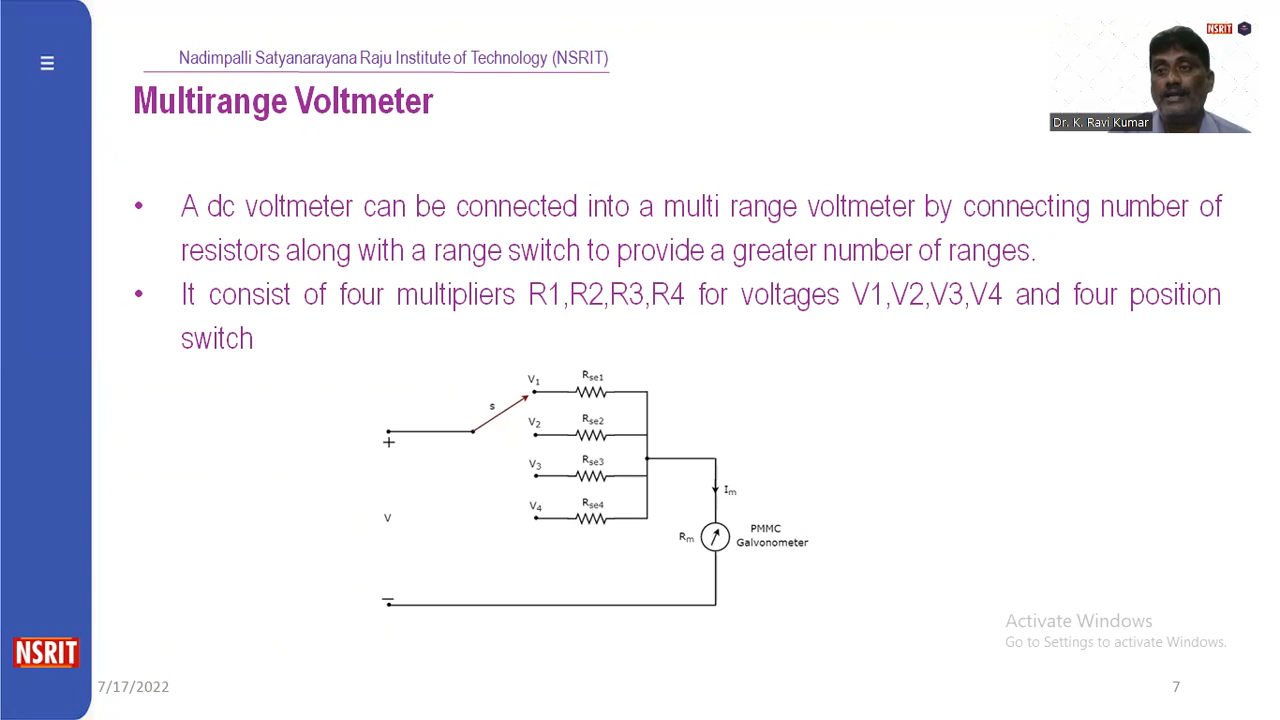 NSRIT
Nadimpalli Satyanarayana Raju Institute of Technology (NSRIT)
Multirange Voltmeter
Dr. K. Ravi Kumar
• A dc voltmeter can be connected into a multi range voltmeter by connecting number of
resistors along with a range switch to provide a greater number of ranges.
• It consist of four multipliers R1,R2,R3,R4 for voltages V1,V2,V3,V4 and four position
switch
V1
Rse1
s
V2
Rse2
+
V3
Rse3
Im
V4
Rse4
V
Rm
PMMC
Galvonometer
−
Activate Windows
Go to Settings to activate Windows.
NSRIT
7/17/2022
7